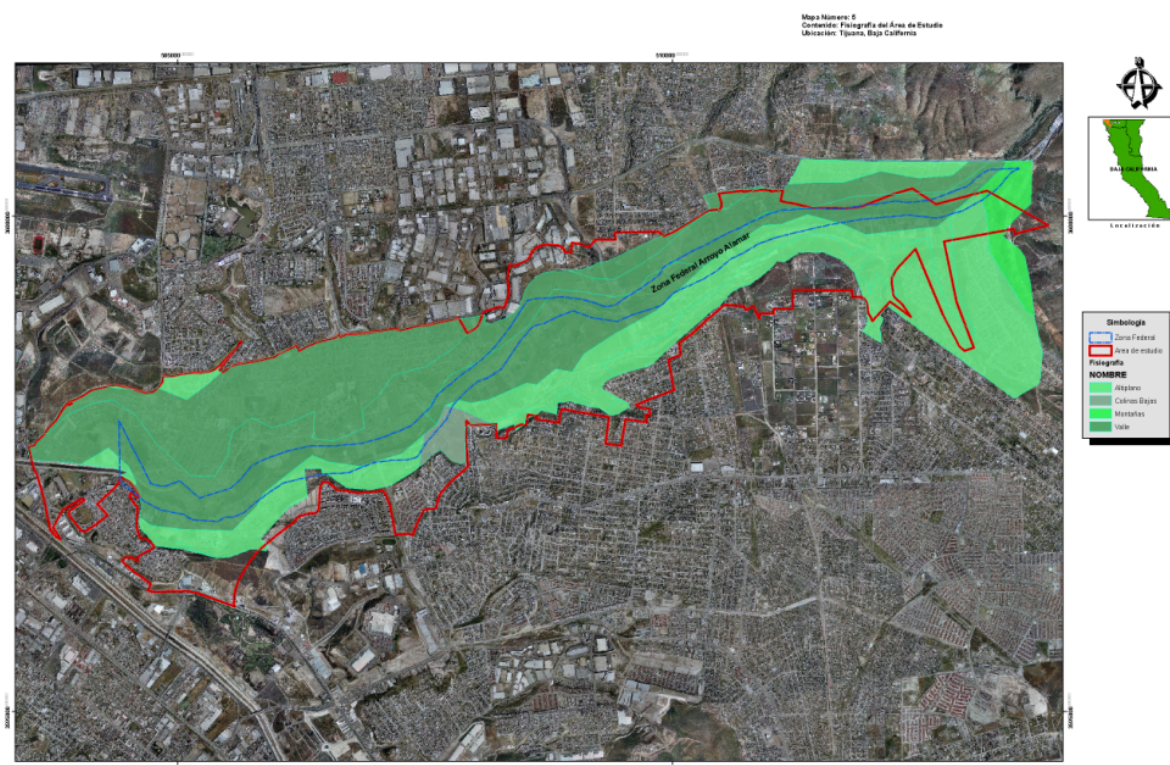 Mapa Número: 6
Contenido: Fisiografía del Área de Estudio
Ubicación: Tijuana, Baja California
BAJA CALIFORNIA
Localización
Zona Federal Arroyo Alamar
Simbología
Zona Federal
Area de estudio
Fisiografía
NOMBRE
Altiplano
Colinas Bajas
Montañas
Valle